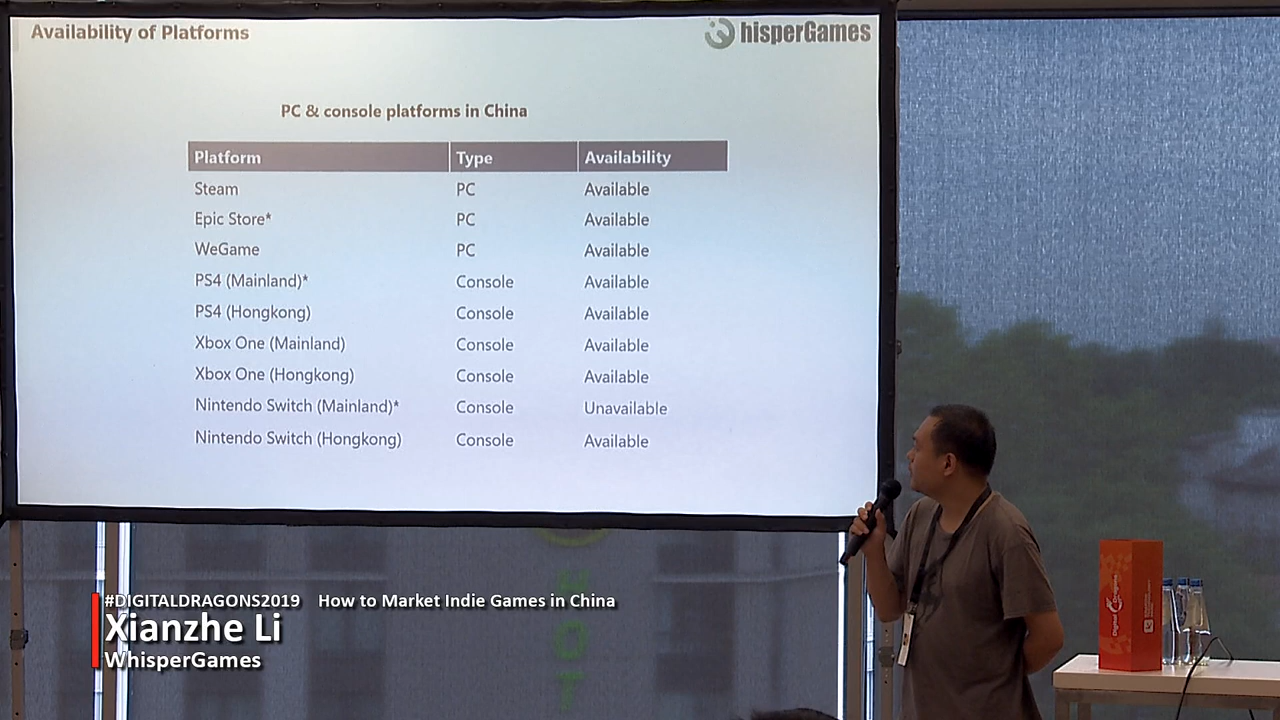 Availability of Platforms
hisperGames
PC & console platforms in China
Platform Type Availability
Steam PC Available
Epic Store* PC Available
WeGame PC Available
PS4 (Mainland)* Console Available
PS4 (Hongkong) Console Available
Xbox One (Mainland) Console Available
Xbox One (Hongkong) Console Available
Nintendo Switch (Mainland)* Console Unavailable
Nintendo Switch (Hongkong) Console Available
#DIGITALDRAGONS2019 How to Market Indie Games in China
Xianzhe Li
WhisperGames
HOT
Digital Dragons